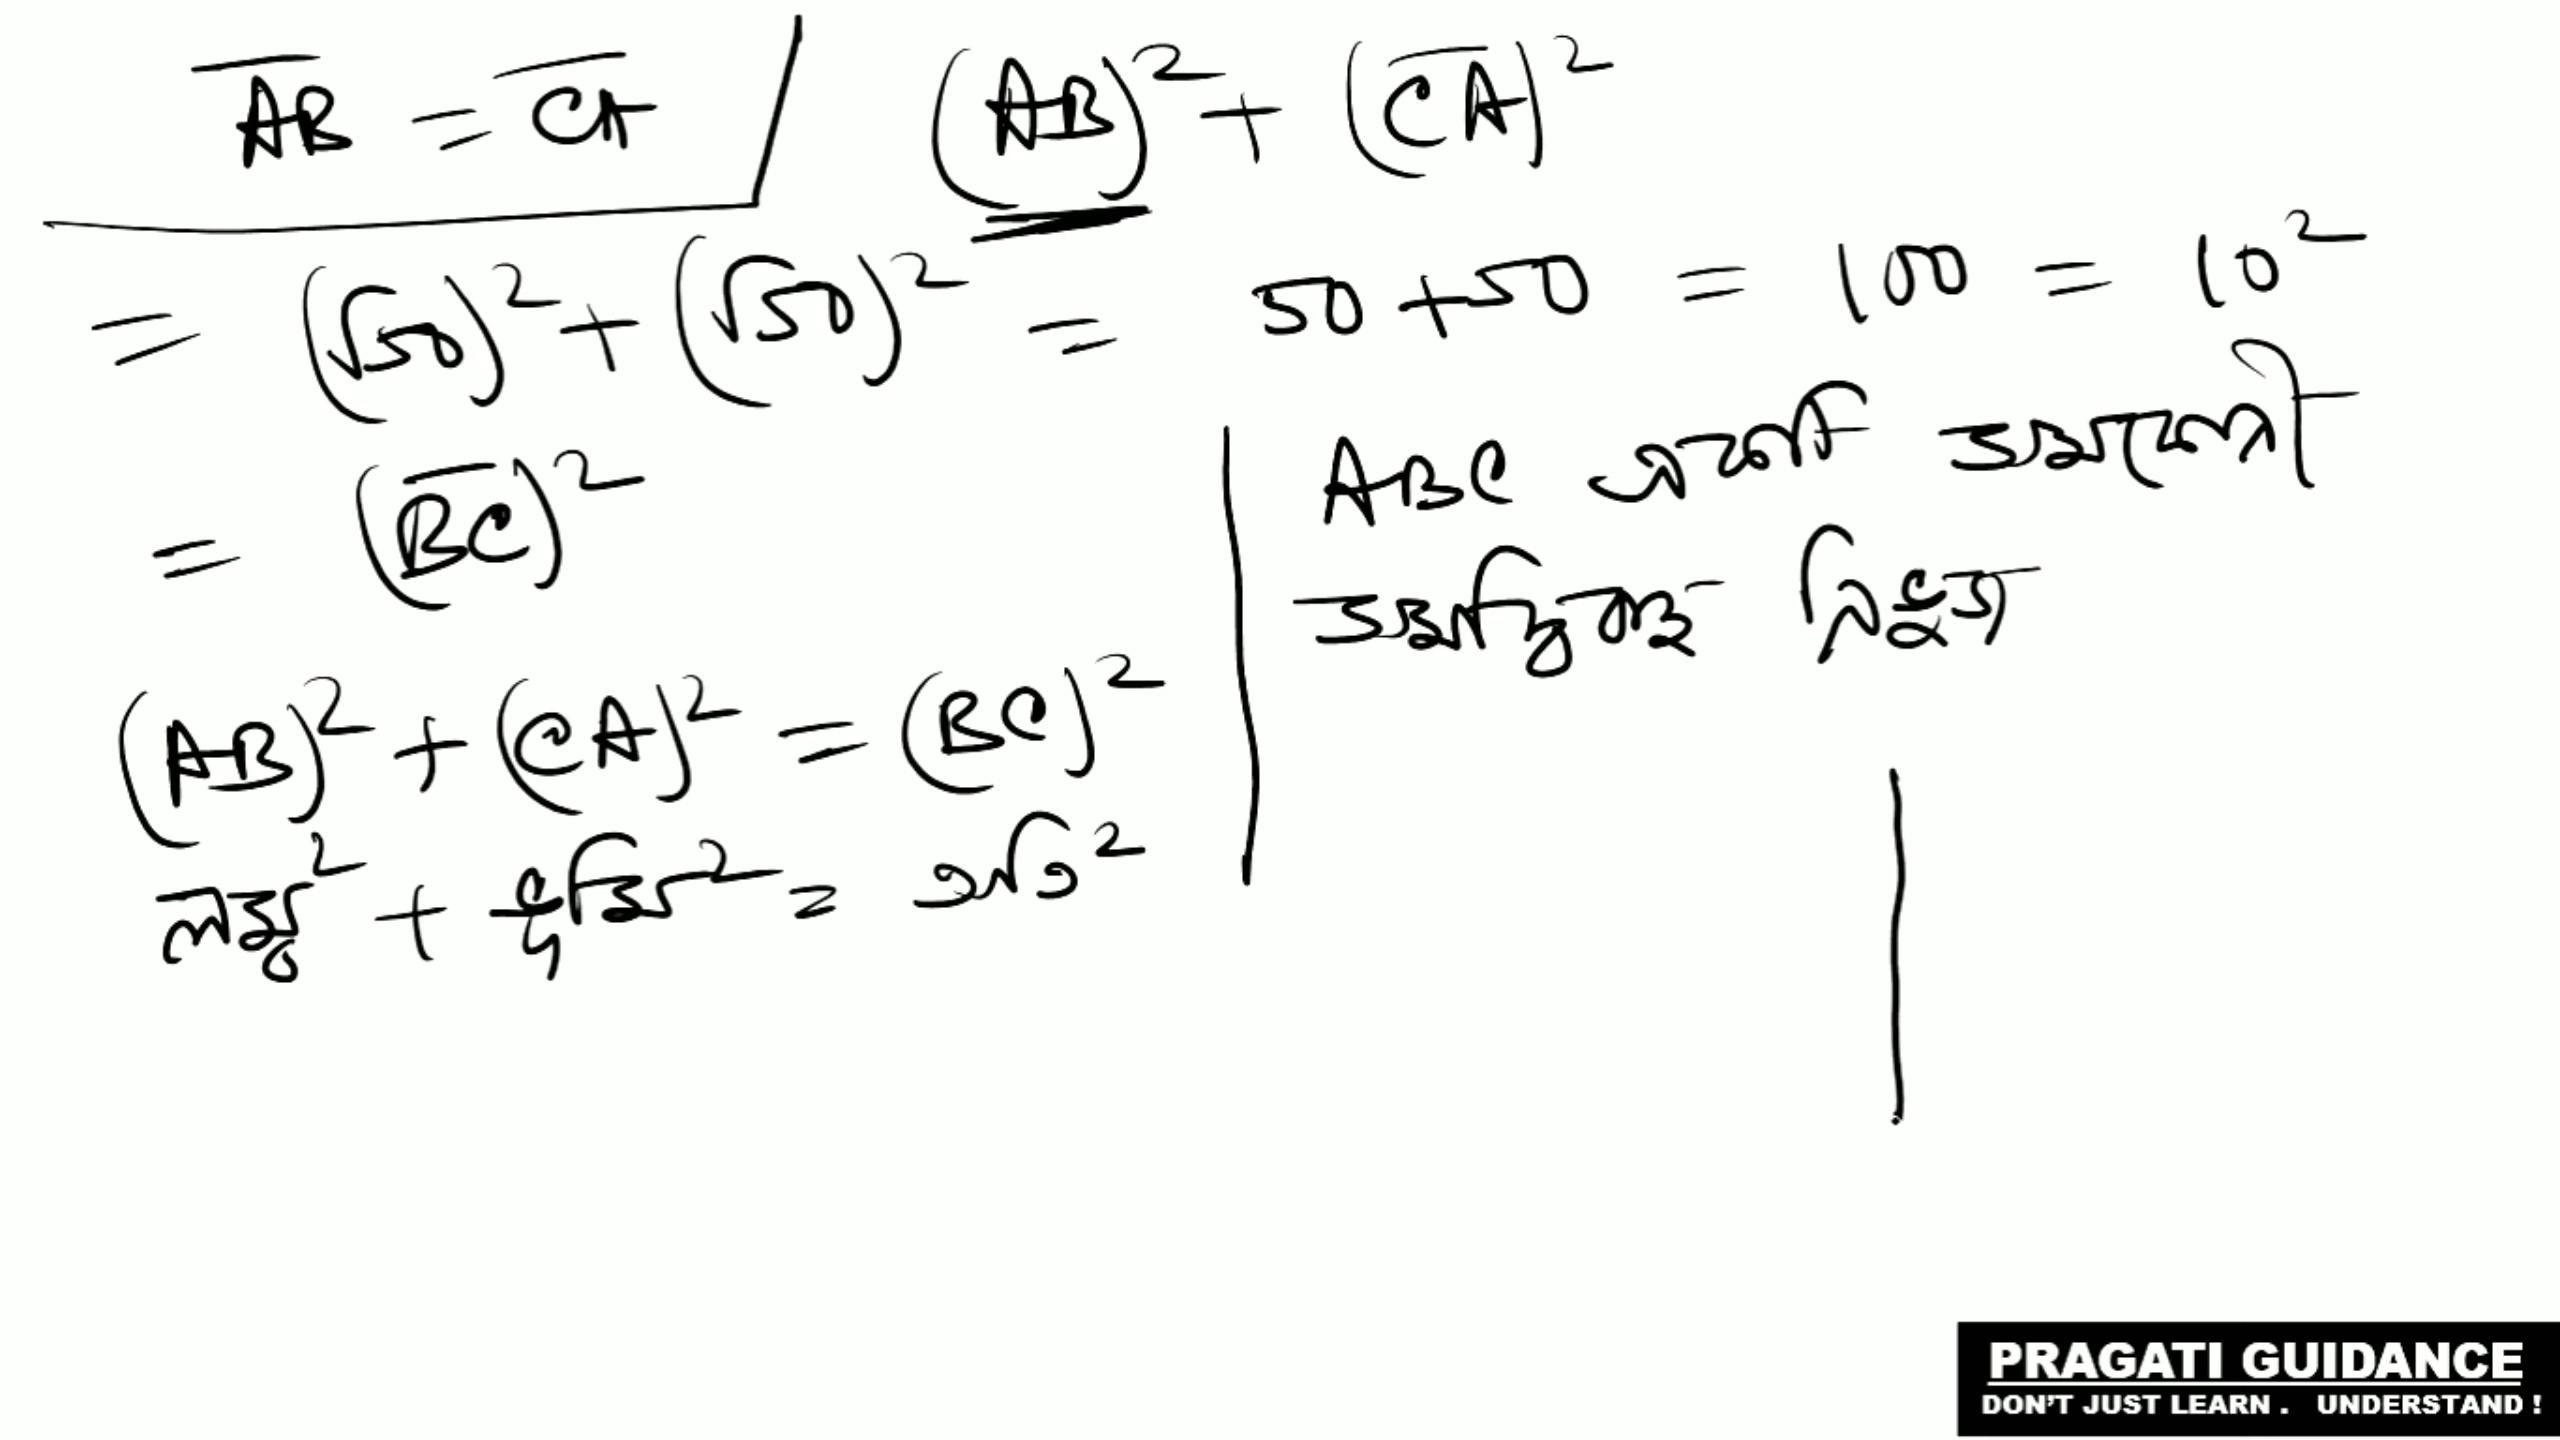 AB = CA
(AB)² + (CA)²
= (√50)² + (√50)² = 50 + 50 = 100 = 10²
= (BC)²
ABC একটি সমকোণী
সমদ্বিবাহু ত্রিভুজ
(AB)² + (CA)² = (BC)²
লম্ব² + ভূমি² = অতি²
PRAGATI GUIDANCE
DON'T JUST LEARN . UNDERSTAND !